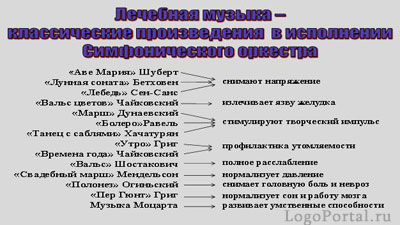 Лечебная музыка –
классические произведения в исполнении
Симфонического оркестра
«Аве Мария» Шуберт
«Лунная соната» Бетховен
снимают напряжение
«Лебедь» Сен-Санс
«Вальс цветов» Чайковский
излечивает язву желудка
«Марш» Дунаевский
«Болеро»Равель
стимулируют творческий импульс
«Танец с саблями» Хачатурян
«Утро» Григ
профилактика утомляемости
«Времена года» Чайковский
«Вальс» Шостакович
полное расслабление
«Свадебный марш» Мендельсон
нормализует давление
«Полонез» Огиньский
снимает головную боль и невроз
«Пер Гюнт» Григ
нормализует сон и работу мозга
Музыка Моцарта
развивает умственные способности
LogoPortal.ru